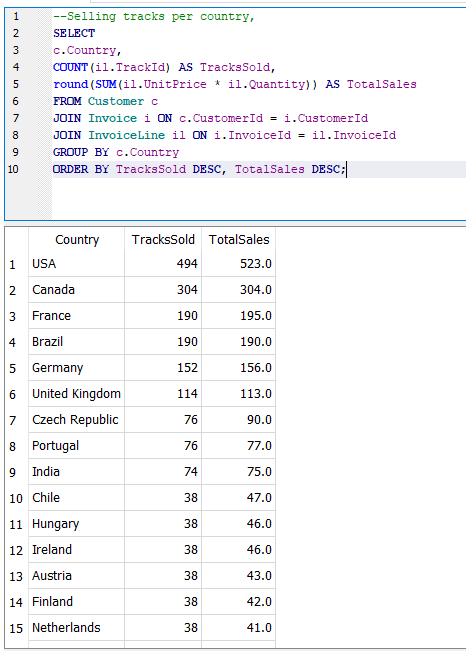 1 --Selling tracks per country,
2 SELECT
3 c.Country,
4 COUNT(il.TrackId) AS TracksSold,
5 round(SUM(il.UnitPrice * il.Quantity)) AS TotalSales
6 FROM Customer c
7 JOIN Invoice i ON c.CustomerId = i.CustomerId
8 JOIN InvoiceLine il ON i.InvoiceId = il.InvoiceId
9 GROUP BY c.Country
10 ORDER BY TracksSold DESC, TotalSales DESC;
Country TracksSold TotalSales
1 USA 494 523.0
2 Canada 304 304.0
3 France 190 195.0
4 Brazil 190 190.0
5 Germany 152 156.0
6 United Kingdom 114 113.0
7 Czech Republic 76 90.0
8 Portugal 76 77.0
9 India 74 75.0
10 Chile 38 47.0
11 Hungary 38 46.0
12 Ireland 38 46.0
13 Austria 38 43.0
14 Finland 38 42.0
15 Netherlands 38 41.0